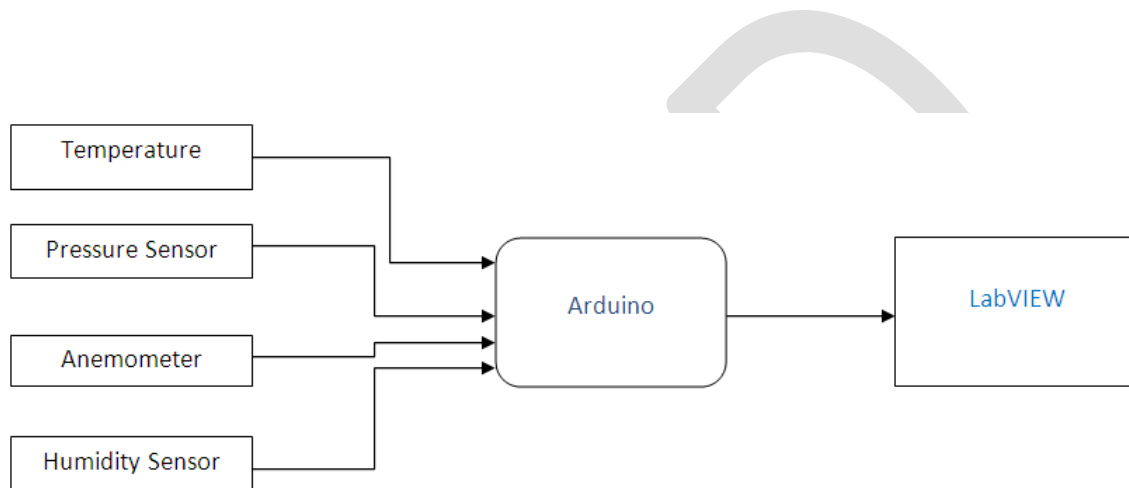 Temperature
Pressure Sensor
Anemometer
Humidity Sensor
Arduino
LabVIEW